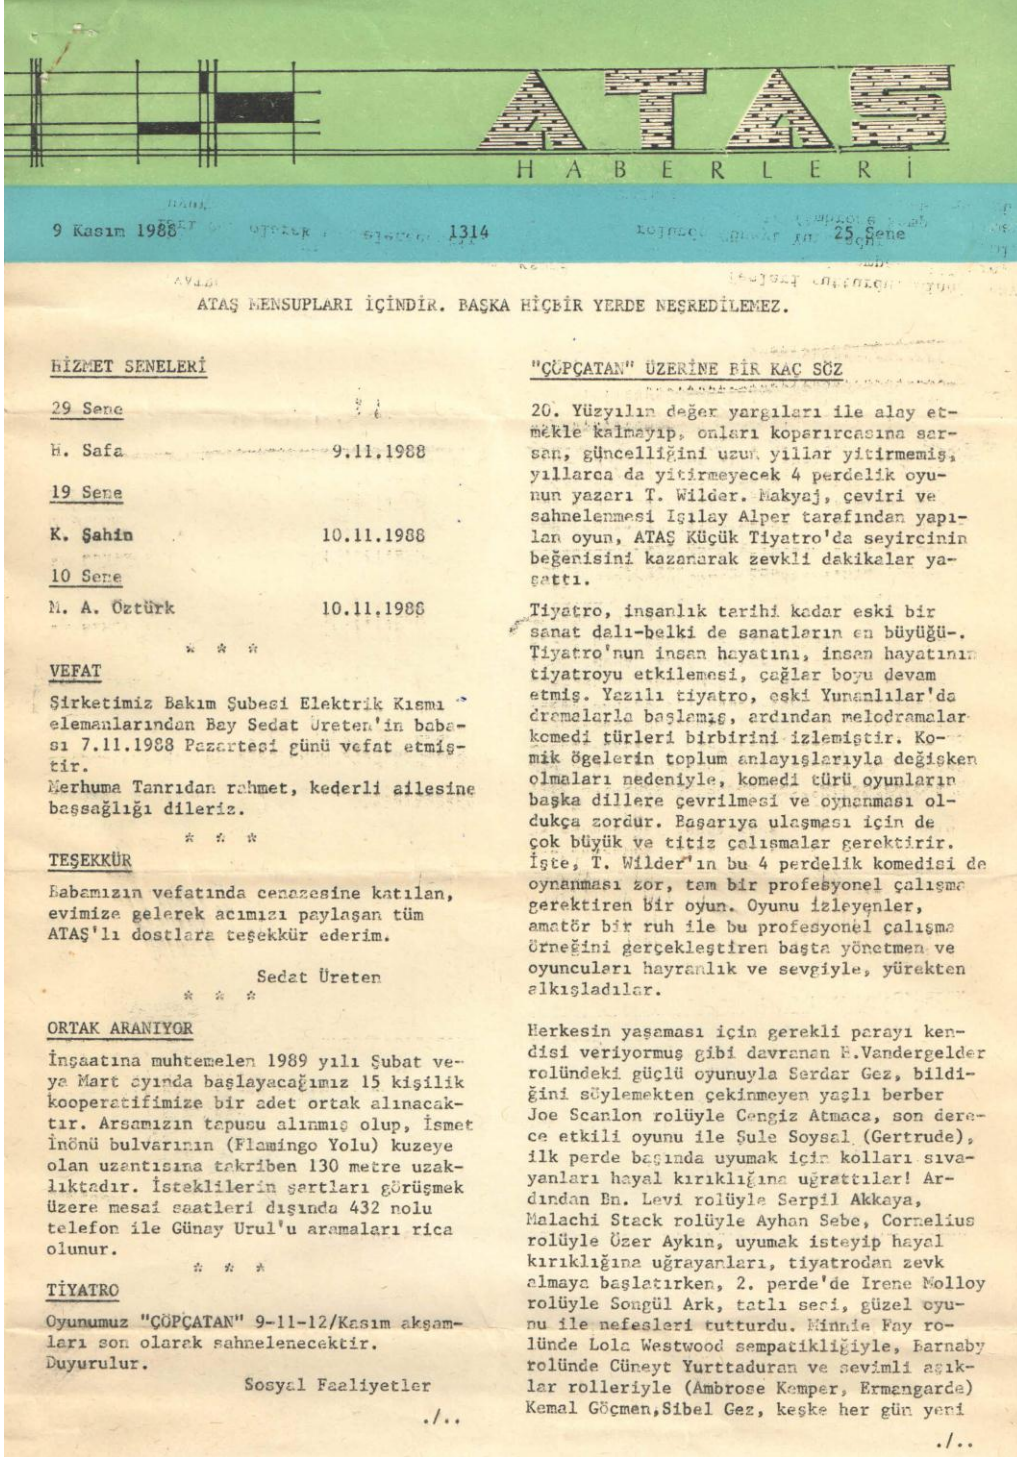 ATAŞ
HABERLERİ
9 Kasım 1988 1314 25 Sene
ATAŞ MENSUPLARI İÇİNDİR. BAŞKA HİÇBİR YERDE NEŞREDİLEMEZ.
HİZMET SENELERİ
29 Sene
H. Safa 9.11.1988
19 Sene
K. Şahin 10.11.1988
10 Sene
M. A. Öztürk 10.11.1988
* * *
VEFAT
Şirketimiz Bakım Şubesi Elektrik Kısmı
elemanlarından Bay Sedat Üreten'in baba-
sı 7.11.1988 Pazartesi günü vefat etmiş-
tir.
Merhuma Tanrıdan rahmet, kederli ailesine
başsağlığı dileriz.
* * *
TEŞEKKÜR
Babamızın vefatında cenazesine katılan,
evimize gelerek acımızı paylaşan tüm
ATAŞ'lı dostlara teşekkür ederim.
Sedat Üreten
* * *
ORTAK ARANIYOR
İnşaatına muhtemelen 1989 yılı Şubat ve-
ya Mart ayında başlayacağımız 15 kişilik
kooperatifimize bir adet ortak alınacak-
tır. Arsamızın tapusu alınmış olup, İsmet
İnönü bulvarının (Flamingo Yolu) kuzeye
olan uzantısına takriben 130 metre uzak-
lıktadır. İsteklilerin şartları görüşmek
üzere mesai saatleri dışında 432 nolu
telefon ile Günay Urul'u aramaları rica
olunur.
* * *
TİYATRO
Oyunumuz "ÇÖPÇATAN" 9-11-12/Kasım akşam-
ları son olarak sahnelenecektir.
Duyurulur.
Sosyal Faaliyetler
./..
"ÇÖPÇATAN" ÜZERİNE BİR KAÇ SÖZ
20. Yüzyılın değer yargıları ile alay et-
mekle kalmayıp, onları koparırcasına sar-
san, güncelliğini uzun yıllar yitirmemiş,
yıllarca da yitirmeyecek 4 perdelik oyu-
nun yazarı T. Wilder. Makyaj, çeviri ve
sahnelenmesi Işılay Alper tarafından yapı-
lan oyun, ATAŞ Küçük Tiyatro'da seyircinin
beğenisini kazanarak zevkli dakikalar ya-
şattı.
Tiyatro, insanlık tarihi kadar eski bir
sanat dalı-belki de sanatların en büyüğü-.
Tiyatro'nun insan hayatını, insan hayatının
tiyatroyu etkilemesi, çağlar boyu devam
etmiş. Yazılı tiyatro, eski Yunanlılar'da
dramalarla başlamış, ardından melodramalar
komedi türleri birbirini izlemiştir. Ko-
mik ögelerin toplum anlayışlarıyla değişken
olmaları nedeniyle, komedi türü oyunların
başka dillere çevrilmesi ve oynanması ol-
dukça zordur. Başarıya ulaşması için de
çok büyük ve titiz çalışmalar gerektirir.
İşte, T. Wilder'ın bu 4 perdelik komedisi de
oynanması zor, tam bir profesyonel çalışma
gerektiren bir oyun. Oyunu izleyenler,
amatör bir ruh ile bu profesyonel çalışma
örneğini gerçekleştiren başta yönetmen ve
oyuncuları hayranlık ve sevgiyle, yürekten
alkışladılar.
Herkesin yaşaması için gerekli parayı ken-
disi veriyormuş gibi davranan H.Vandergelder
rolündeki güçlü oyunuyla Serdar Gez, bildi-
ğini söylemekten çekinmeyen yaşlı berber
Joe Scanlon rolüyle Cengiz Atmaca, son dere-
ce etkili oyunu ile Şule Soysal (Gertrude),
ilk perde başında uyumak için kolları sıva-
yanları hayal kırıklığına uğrattılar! Ar-
dından Bn. Levi rolüyle Serpil Akkaya,
Malachi Stack rolüyle Ayhan Sebe, Cornelius
rolüyle Özer Aykın, uyumak isteyip hayal
kırıklığına uğrayanları, tiyatrodan zevk
almaya başlatırken, 2. perde'de Irene Molloy
rolüyle Songül Ark, tatlı sesi, güzel oyu-
nu ile nefesleri tutturdu. Minnie Fay ro-
lünde Lola Westwood sempatikliğiyle, Barnaby
rolünde Cüneyt Yurttaduran ve sevimli aşık-
lar rolleriyle (Ambrose Kemper, Ermengarde)
Kemal Göçmen,Sibel Gez, keşke her gün yeni
./..